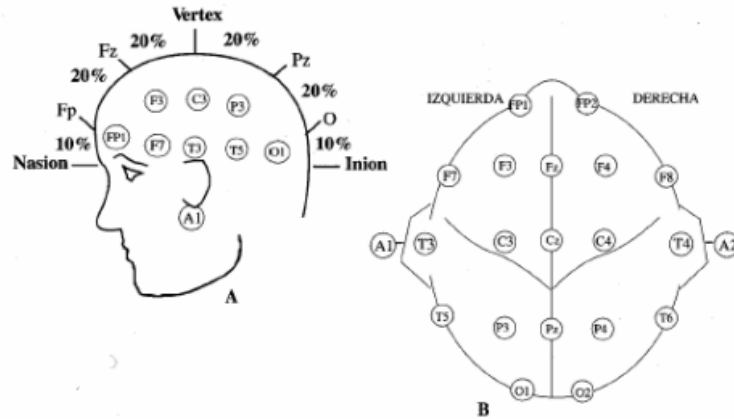 Vertex
20% 20%
Fz Pz
20% 20%
F3 C3 P3
Fp O
FP1 F7 T3 T5 O1
10% 10%
Nasion Inion
A1
A
IZQUIERDA FP1 FP2 DERECHA
F7 F3 Fz F4 F8
A1 T3 C3 Cz C4 T4 A2
T5 P3 Pz P4 T6
O1 O2
B